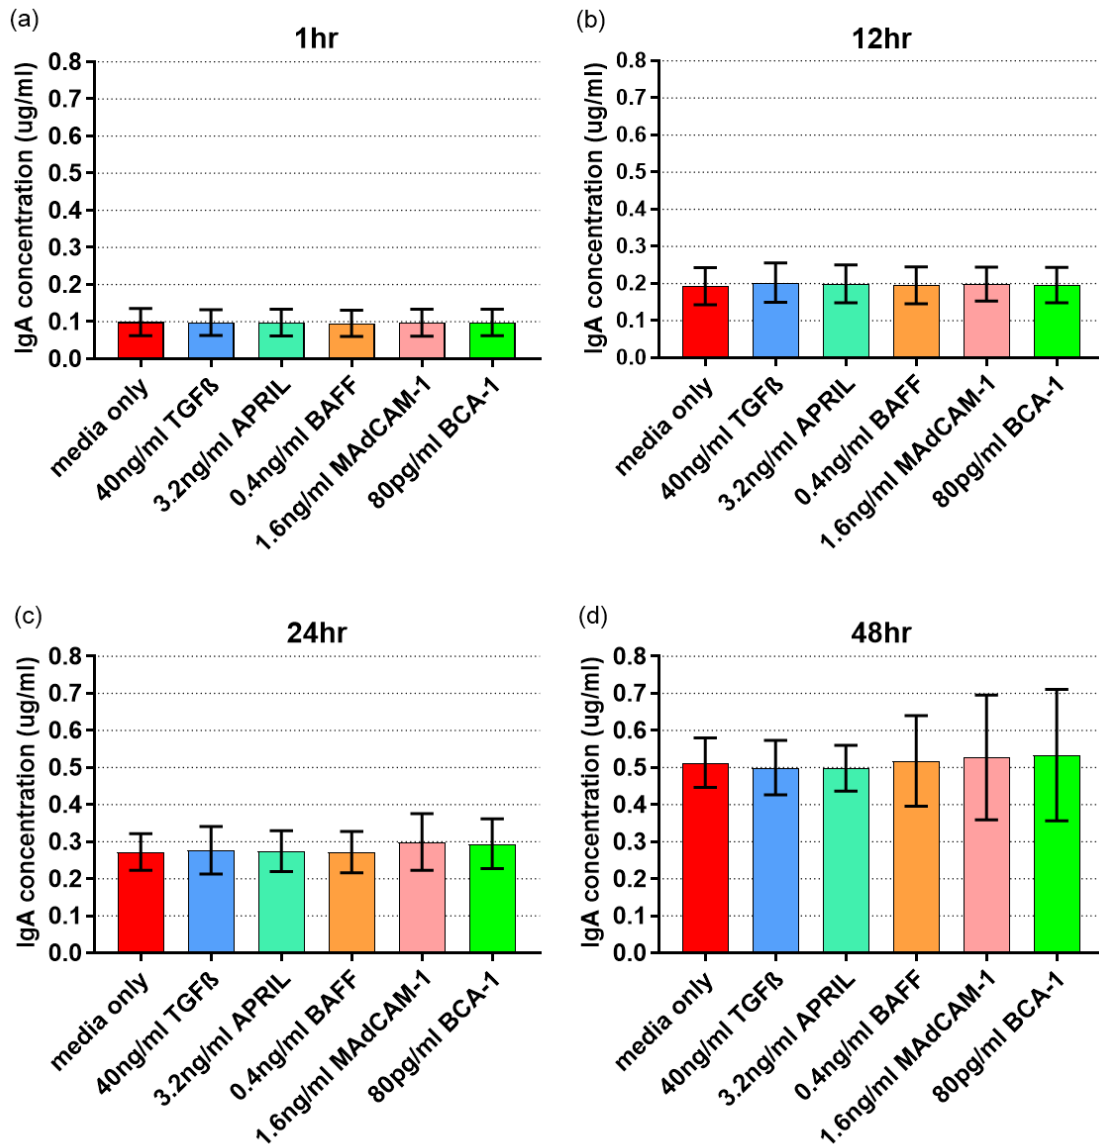 (a)
1hr
IgA concentration (ug/ml)
0.8
0.7
0.6
0.5
0.4
0.3
0.2
0.1
0.0
media only
40ng/ml TGFß
3.2ng/ml APRIL
0.4ng/ml BAFF
1.6ng/ml MAdCAM-1
80pg/ml BCA-1
(b)
12hr
IgA concentration (ug/ml)
0.8
0.7
0.6
0.5
0.4
0.3
0.2
0.1
0.0
media only
40ng/ml TGFß
3.2ng/ml APRIL
0.4ng/ml BAFF
1.6ng/ml MAdCAM-1
80pg/ml BCA-1
(c)
24hr
IgA concentration (ug/ml)
0.8
0.7
0.6
0.5
0.4
0.3
0.2
0.1
0.0
media only
40ng/ml TGFß
3.2ng/ml APRIL
0.4ng/ml BAFF
1.6ng/ml MAdCAM-1
80pg/ml BCA-1
(d)
48hr
IgA concentration (ug/ml)
0.8
0.7
0.6
0.5
0.4
0.3
0.2
0.1
0.0
media only
40ng/ml TGFß
3.2ng/ml APRIL
0.4ng/ml BAFF
1.6ng/ml MAdCAM-1
80pg/ml BCA-1